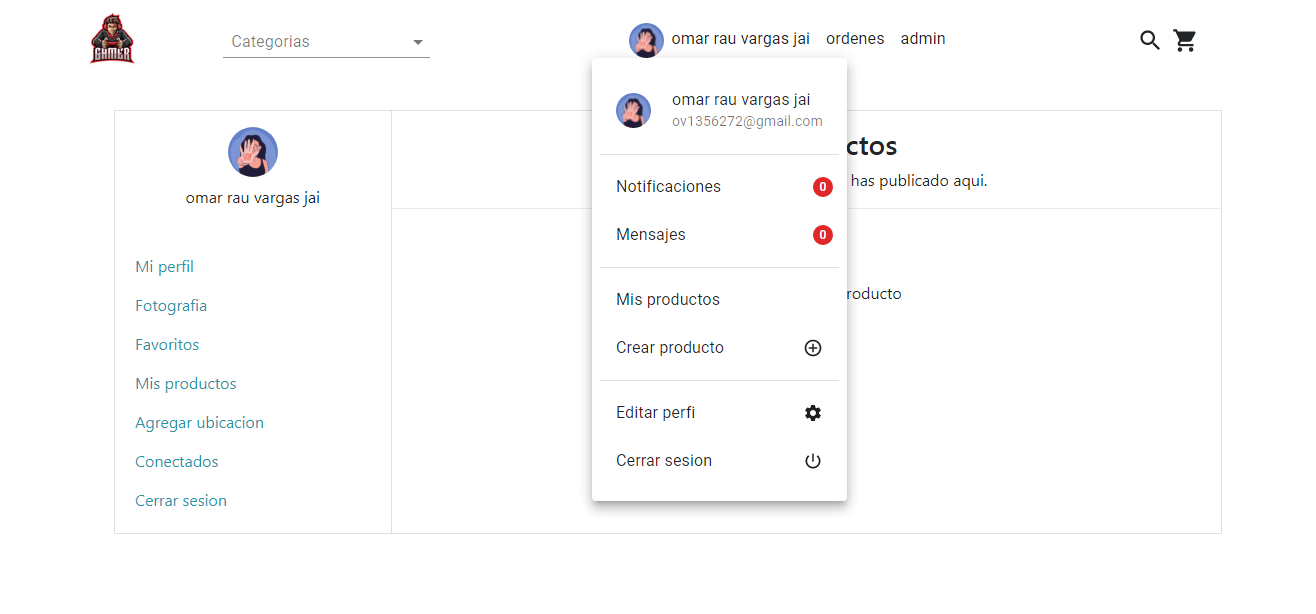 GAMER
Categorias
omar rau vargas jai ordenes admin
omar rau vargas jai
ov1356272@gmail.com
Notificaciones 0
Mensajes 0
Mis productos
Crear producto
Editar perfi
Cerrar sesion
omar rau vargas jai
Mi perfil
Fotografia
Favoritos
Mis productos
Agregar ubicacion
Conectados
Cerrar sesion
has publicado aqui.